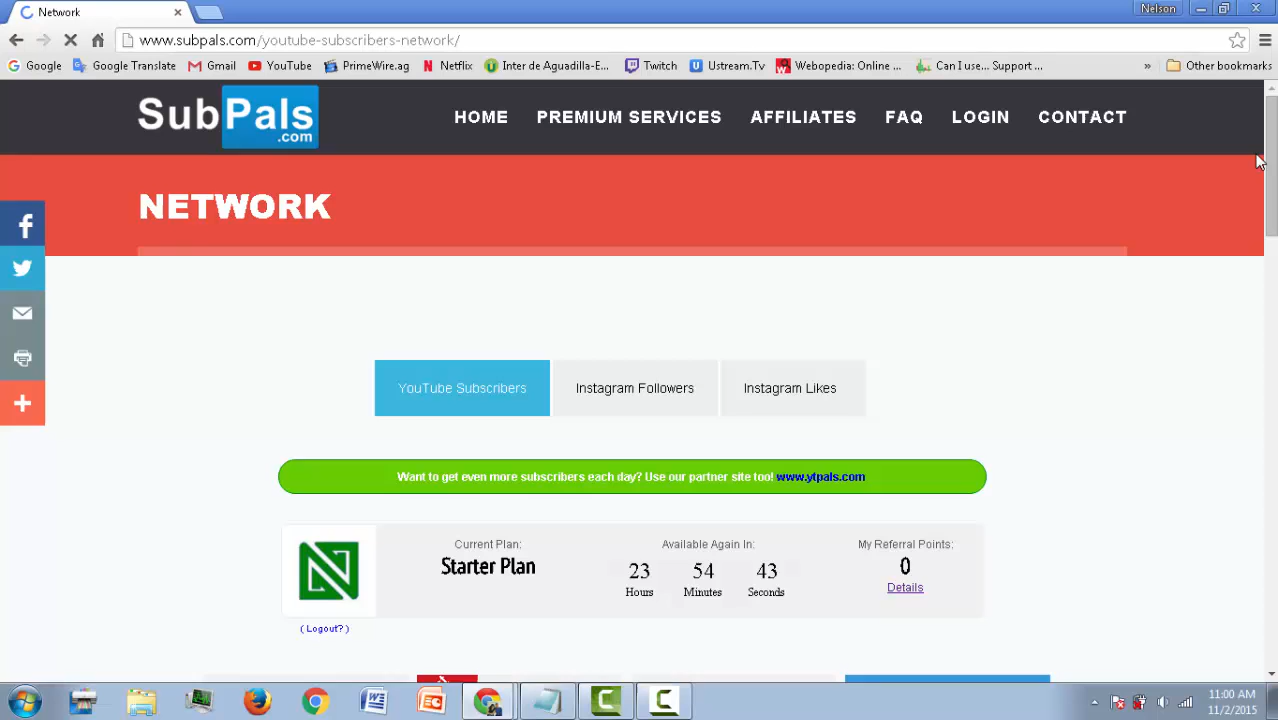 Network
Nelson
www.subpals.com/youtube-subscribers-network/
Google Google Translate Gmail YouTube PrimeWire.ag Netflix Inter de Aguadilla-E... Twitch Ustream.Tv Webopedia: Online ... Can I use... Support ... » Other bookmarks
SubPals .com HOME PREMIUM SERVICES AFFILIATES FAQ LOGIN CONTACT
NETWORK
YouTube Subscribers Instagram Followers Instagram Likes
Want to get even more subscribers each day? Use our partner site too! www.ytpals.com
Current Plan: Available Again In: My Referral Points:
Starter Plan 23 54 43 0
Hours Minutes Seconds Details
( Logout? )
11:00 AM
11/2/2015